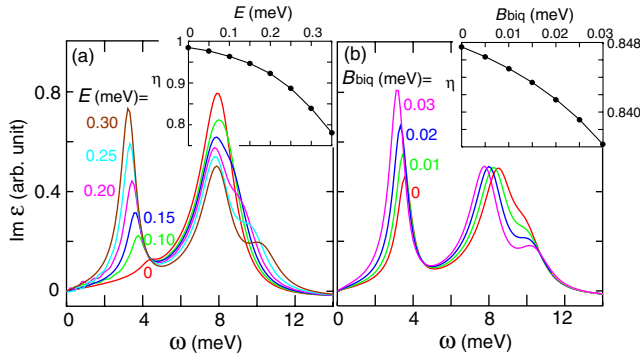 E (meV)
0 0.1 0.2 0.3
(a)
1
η
0.9
0.8
E (meV)=
0.30
0.25
0.20
0.15
0.10
0
Im ε (arb. unit)
0.8
0.4
0
0 4 8 12
ω (meV)
B_biq (meV)
0 0.01 0.02 0.03
(b)
0.848
η
0.840
B_biq (meV)=
0.03
0.02
0.01
0
0 4 8 12
ω (meV)